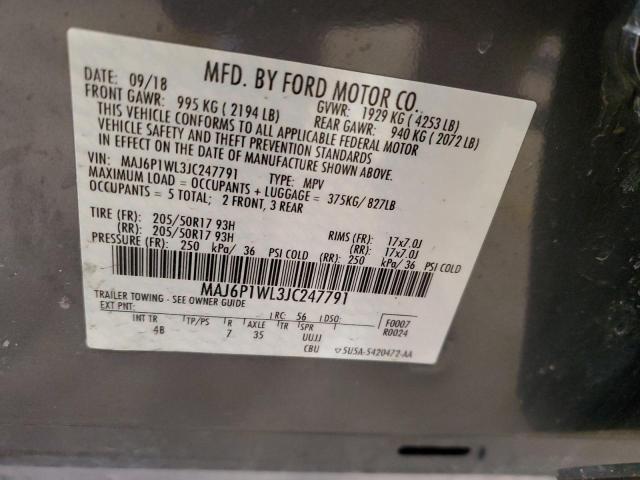 DATE: 09/18 MFD. BY FORD MOTOR CO.
FRONT GAWR: 995 KG ( 2194 LB) GVWR: 1929 KG ( 4253 LB)
REAR GAWR: 940 KG ( 2072 LB)
THIS VEHICLE CONFORMS TO ALL APPLICABLE FEDERAL MOTOR
VEHICLE SAFETY AND THEFT PREVENTION STANDARDS
IN EFFECT ON THE DATE OF MANUFACTURE SHOWN ABOVE.
VIN: MAJ6P1WL3JC247791 TYPE: MPV
MAXIMUM LOAD = OCCUPANTS + LUGGAGE = 375KG/ 827LB
OCCUPANTS = 5 TOTAL; 2 FRONT, 3 REAR
TIRE (FR): 205/50R17 93H RIMS (FR): 17x7.0J
(RR): 205/50R17 93H (RR): 17x7.0J
PRESSURE (FR): 250 kPa/ 36 PSI COLD (RR): 250 kPa/ 36 PSI COLD
MAJ6P1WL3JC247791
TRAILER TOWING - SEE OWNER GUIDE
EXT PNT: RC: 56 DSO: F0007
R0024
INT TR TP/PS R AXLE TR SPR
4B 7 35 UUJJ
CBU 5U5A-5420472-AA